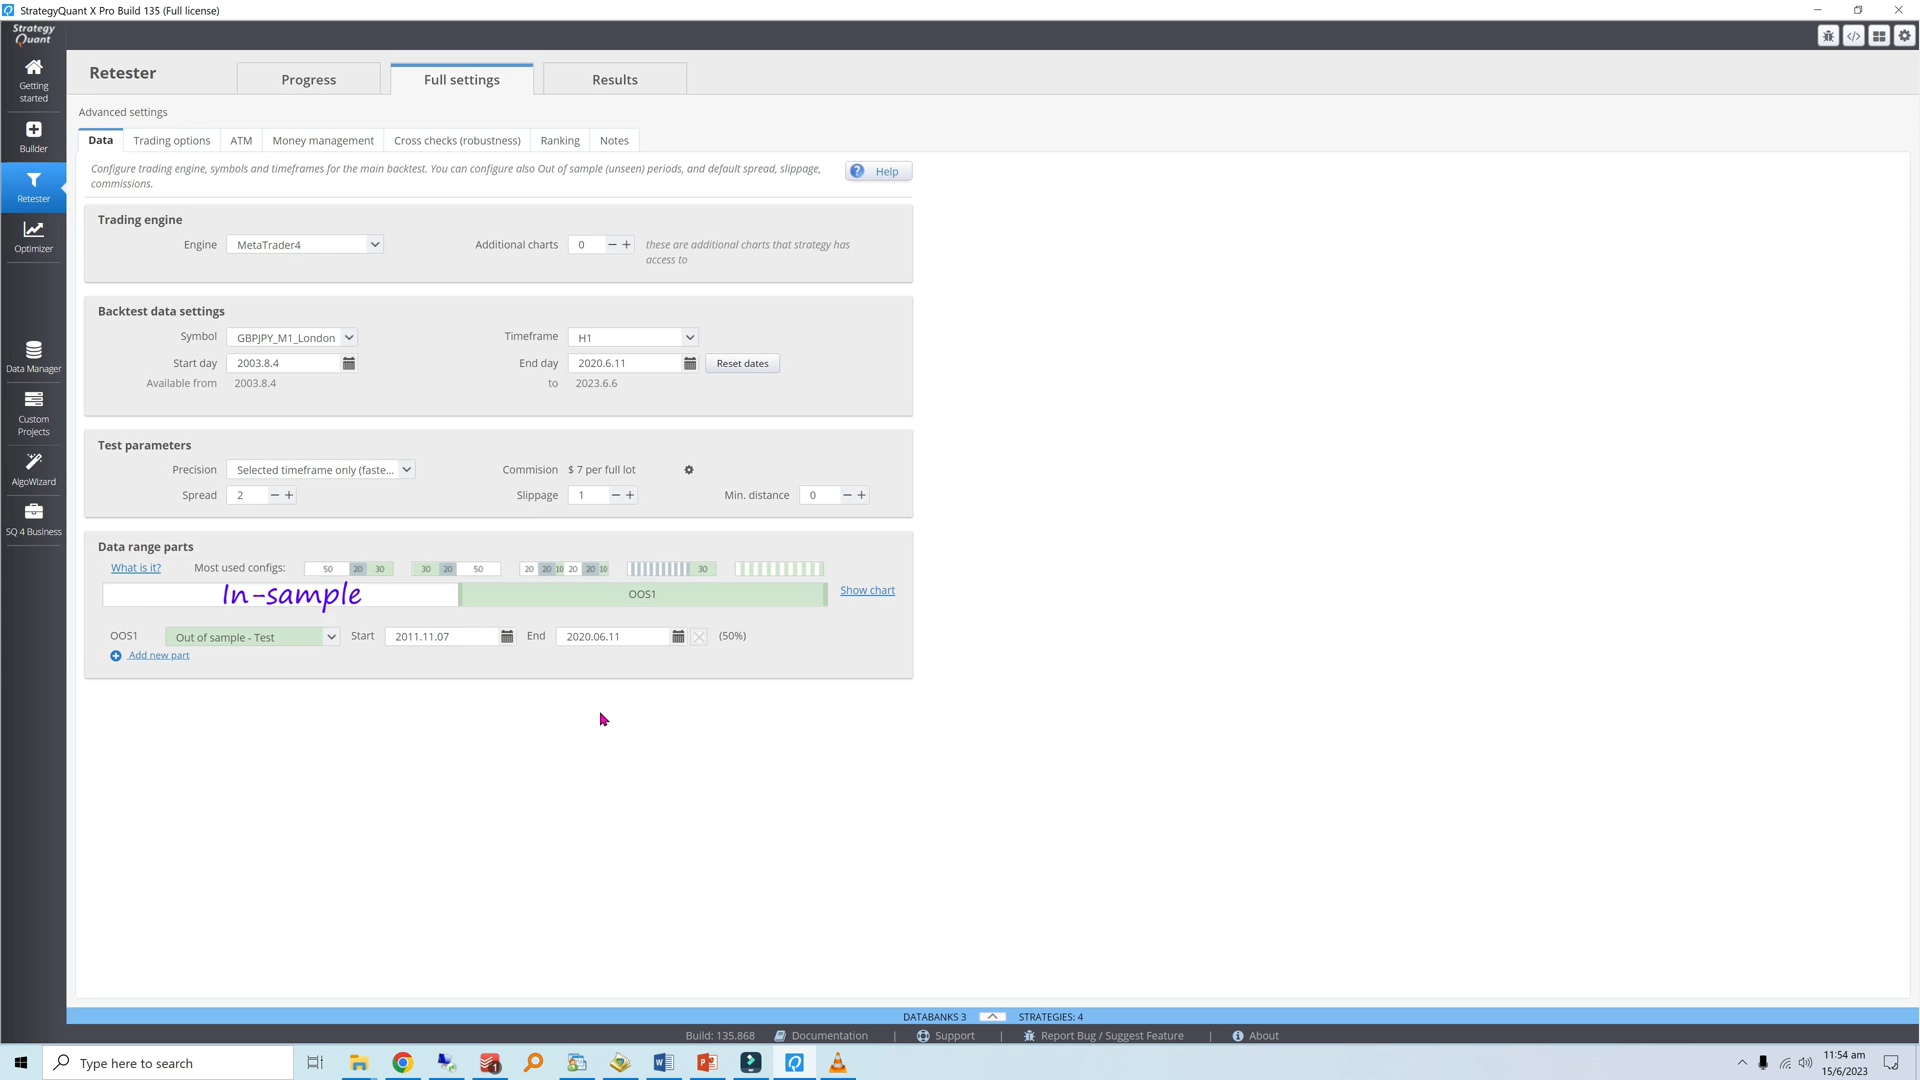 StrategyQuant X Pro Build 135 (Full license)
Strategy
Quant
Getting
started
Builder
Retester
Optimizer
Data Manager
Custom
Projects
AlgoWizard
SQ 4 Business
Retester
Progress
Full settings
Results
Advanced settings
Data
Trading options
ATM
Money management
Cross checks (robustness)
Ranking
Notes
Configure trading engine, symbols and timeframes for the main backtest. You can configure also Out of sample (unseen) periods, and default spread, slippage,
commissions.
? Help
Trading engine
Engine MetaTrader4
Additional charts 0 − +
these are additional charts that strategy has
access to
Backtest data settings
Symbol GBPJPY_M1_London
Timeframe H1
Start day 2003.8.4
End day 2020.6.11
Reset dates
Available from 2003.8.4 to 2023.6.6
Test parameters
Precision Selected timeframe only (faste...
Commision $ 7 per full lot
Spread 2 − +
Slippage 1 − +
Min. distance 0 − +
Data range parts
What is it?
Most used configs:
50 20 30
30 20 50
20 20 10 20 20 10
30
In-sample
OOS1
Show chart
OOS1 Out of sample - Test
Start 2011.11.07
End 2020.06.11
(50%)
Add new part
DATABANKS 3
STRATEGIES: 4
Build: 135.868
Documentation
|
Support
|
Report Bug / Suggest Feature
|
About
Type here to search
1
11:54 am
15/6/2023